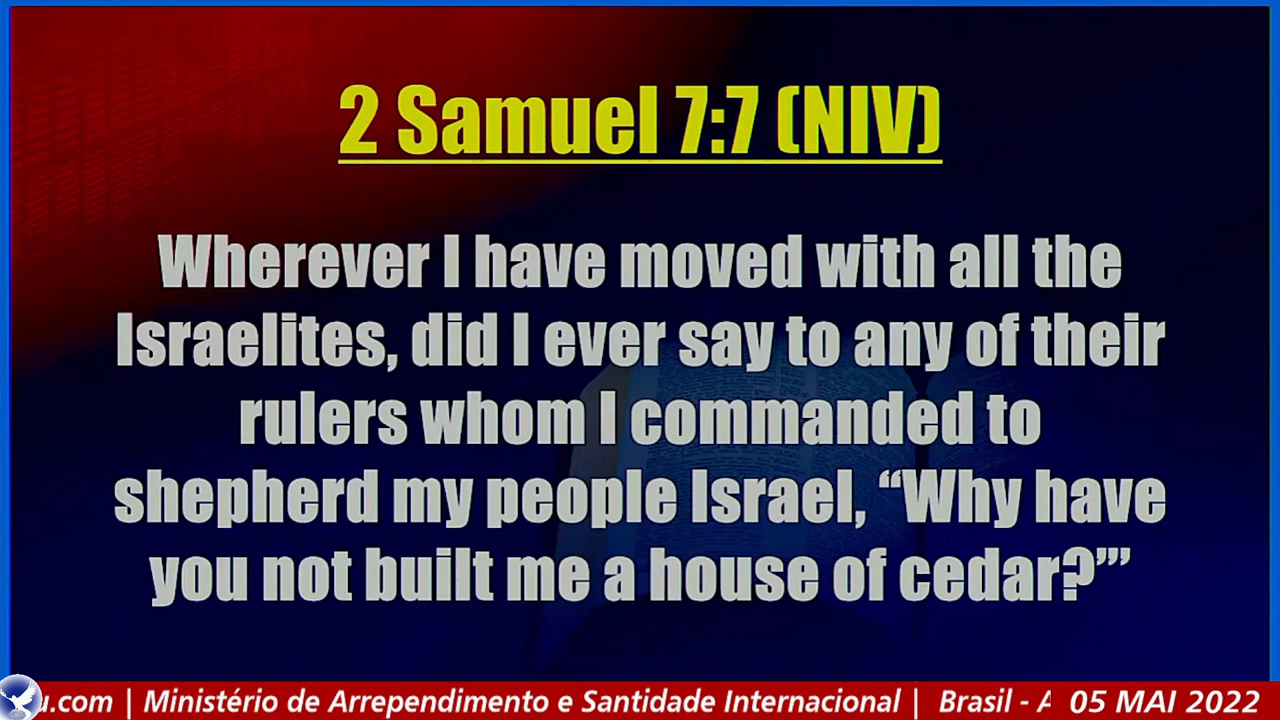 2 Samuel 7:7 (NIV)
Wherever I have moved with all the
Israelites, did I ever say to any of their
rulers whom I commanded to
shepherd my people Israel, “Why have
you not built me a house of cedar?’”
u.com | Ministério de Arrependimento e Santidade Internacional | Brasil - A 05 MAI 2022